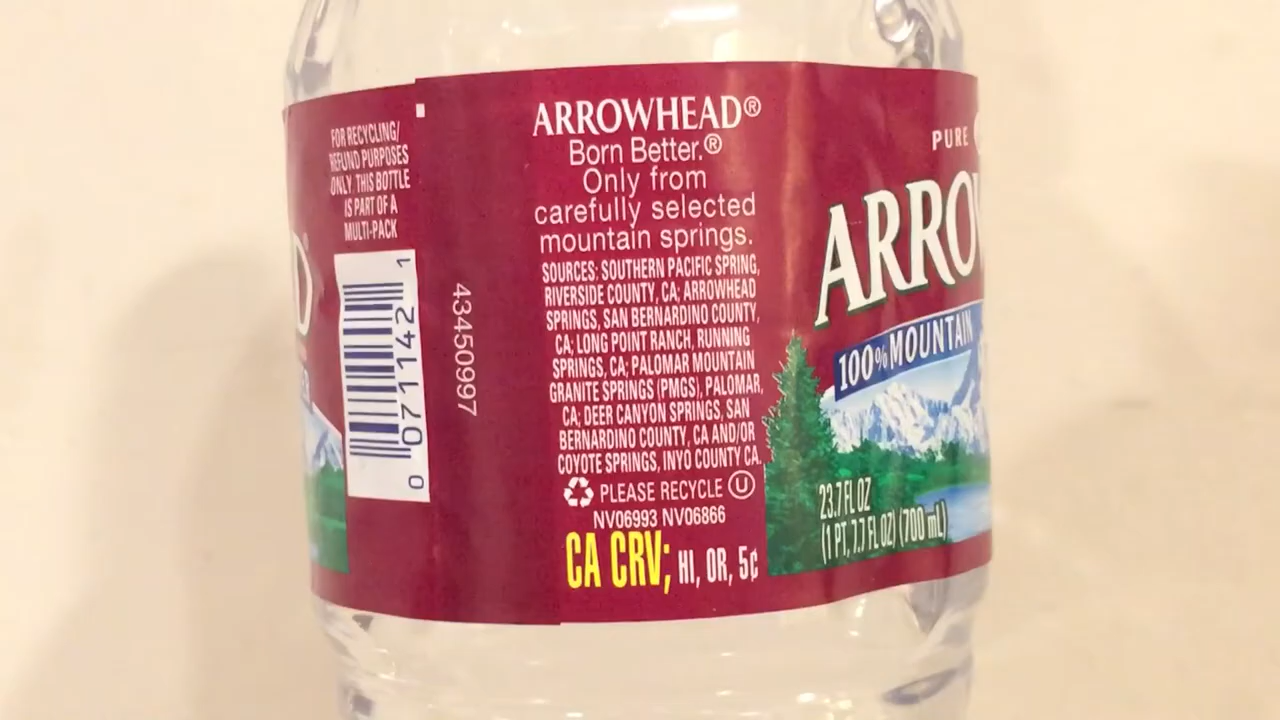 FOR RECYCLING/
REFUND PURPOSES
ONLY. THIS BOTTLE
IS PART OF A
MULTI-PACK
0 071142 1
43450997
ARROWHEAD®
Born Better.®
Only from
carefully selected
mountain springs.
SOURCES: SOUTHERN PACIFIC SPRING,
RIVERSIDE COUNTY, CA; ARROWHEAD
SPRINGS, SAN BERNARDINO COUNTY,
CA; LONG POINT RANCH, RUNNING
SPRINGS, CA; PALOMAR MOUNTAIN
GRANITE SPRINGS (PMGS), PALOMAR,
CA; DEER CANYON SPRINGS, SAN
BERNARDINO COUNTY, CA AND/OR
COYOTE SPRINGS, INYO COUNTY CA.
PLEASE RECYCLE U
NV06993 NV06866
CA CRV; HI, OR, 5¢
PURE
ARRO
100% MOUNTAIN
23.7 FL OZ
(1 PT, 7.7 FL OZ) (700 mL)